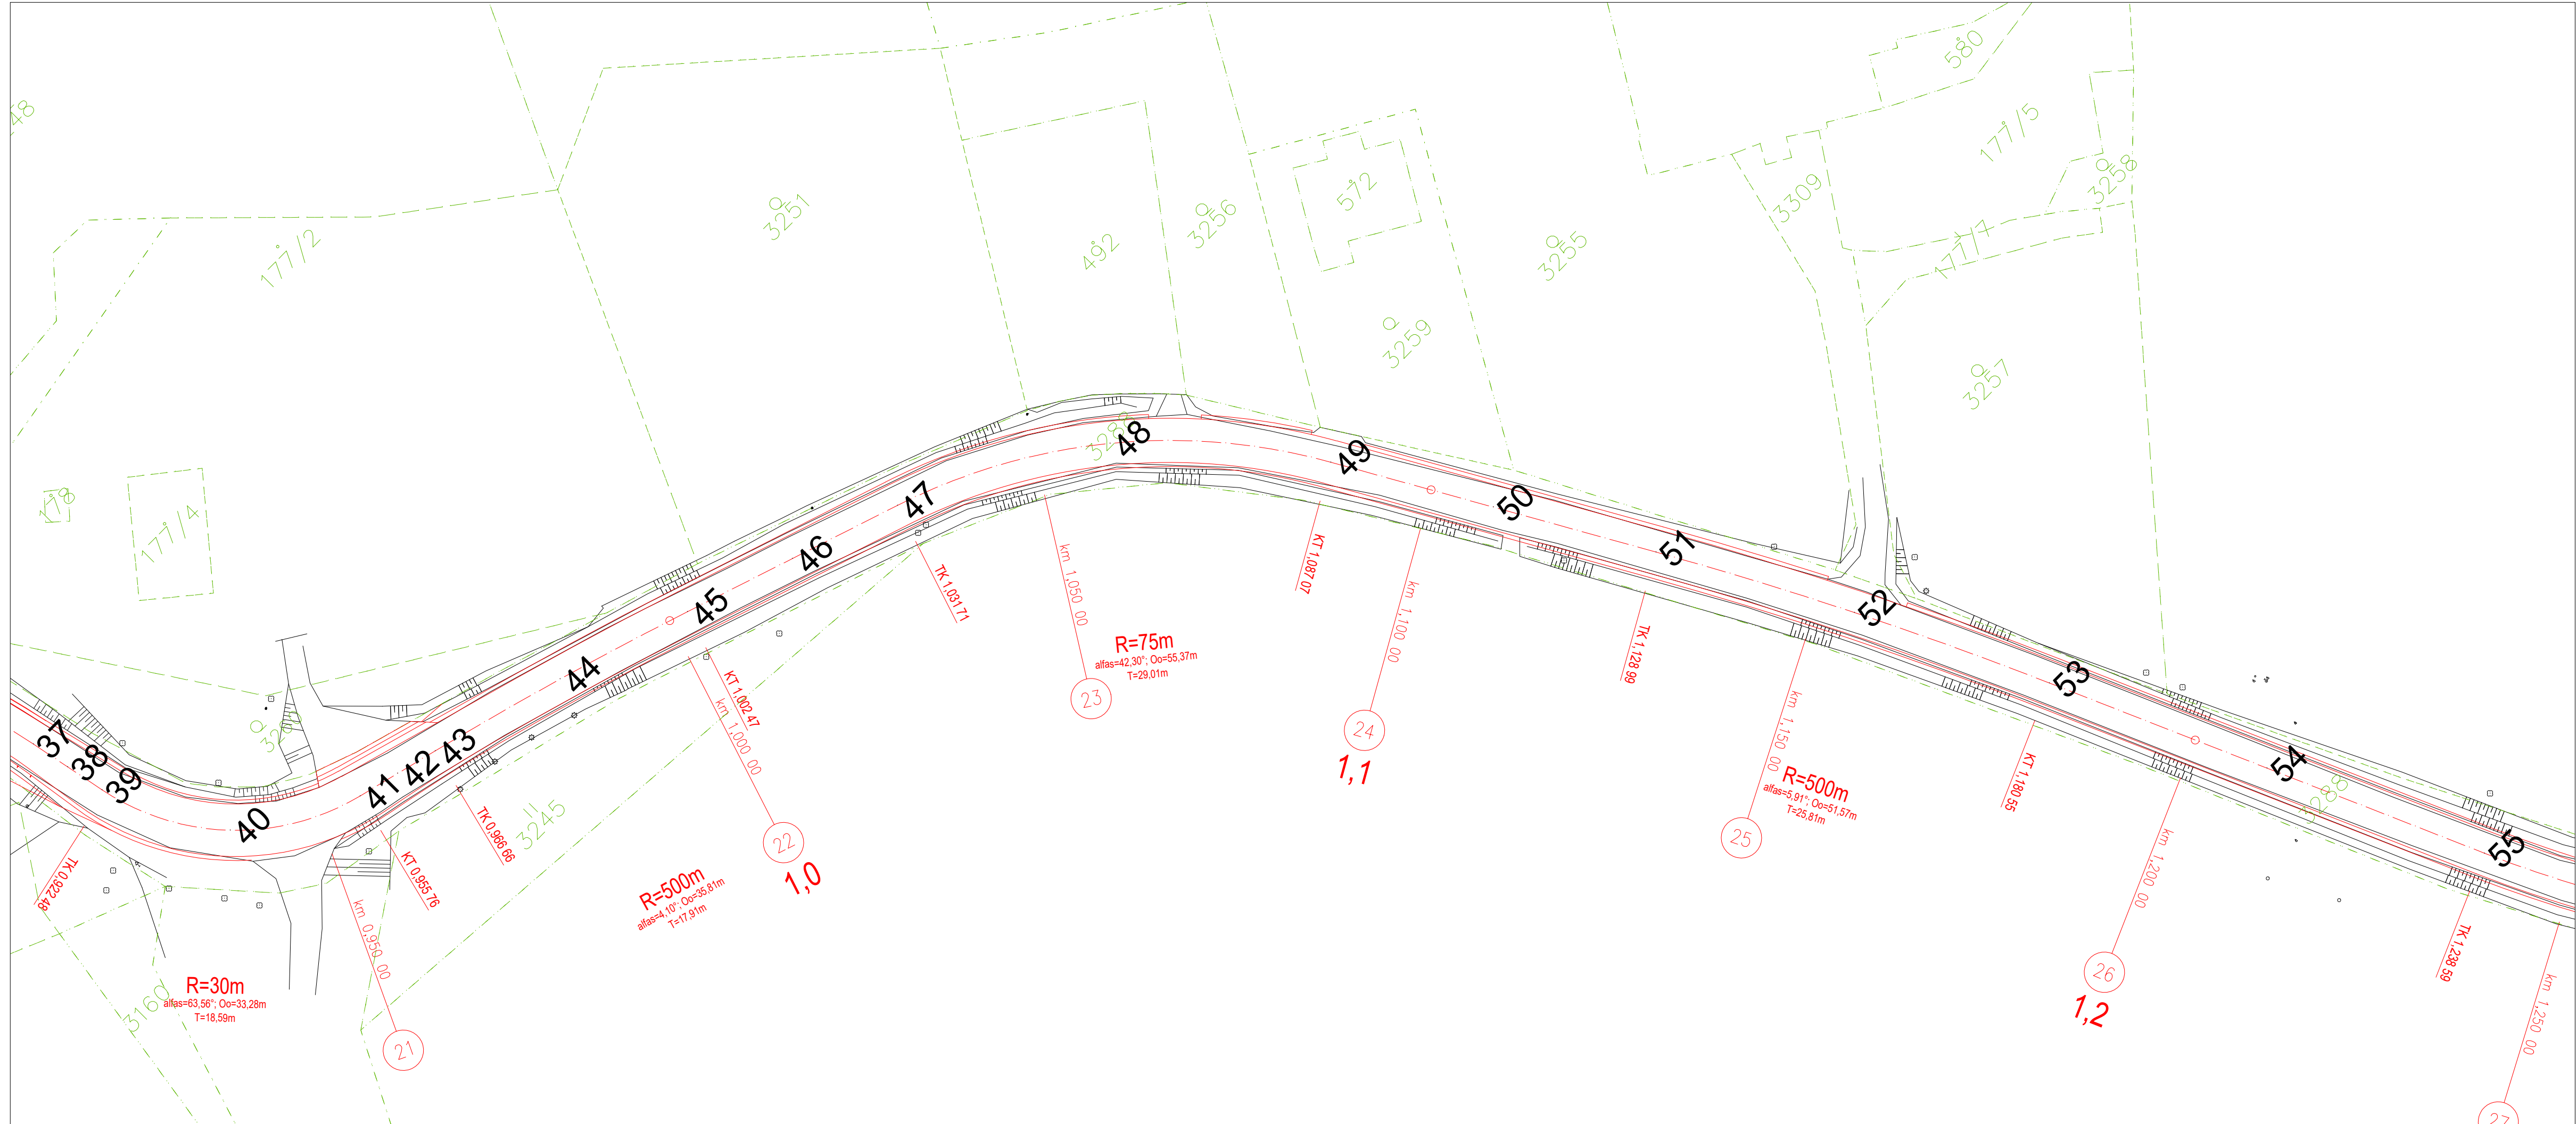 48
177/2
3251
492
3256
572
3255
3259
580
3309
177/5
3258
177/7
3257
178
177/4
3245
3160
3288
37
38
39
40
41
42
43
44
45
46
47
48
49
50
51
52
53
54
55
TK 0,922 48
R=30m
alfas=63,56°; Oo=33,28m
T=18,59m
km 0,950 00
21
KT 0,955 76
TK 0,966 66
R=500m
alfas=4,10°; Oo=35,81m
T=17,91m
KT 1,002 47
km 1,000 00
22
1,0
TK 1,031 71
km 1,050 00
23
R=75m
alfas=42,30°; Oo=55,37m
T=29,01m
KT 1,087 07
km 1,100 00
24
1,1
TK 1,128 99
km 1,150 00
25
R=500m
alfas=5,91°; Oo=51,57m
T=25,81m
KT 1,180 55
km 1,200 00
26
1,2
TK 1,238 59
km 1,250 00
27